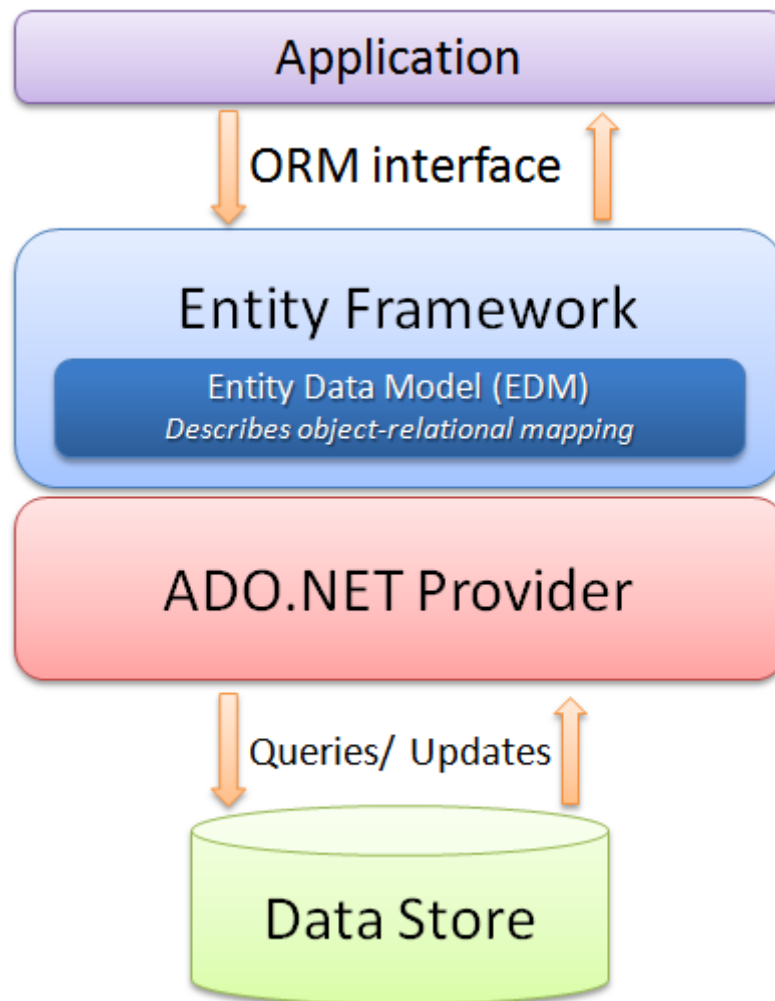 Application
ORM interface
Entity Framework
Entity Data Model (EDM)
Describes object-relational mapping
ADO.NET Provider
Queries/ Updates
Data Store